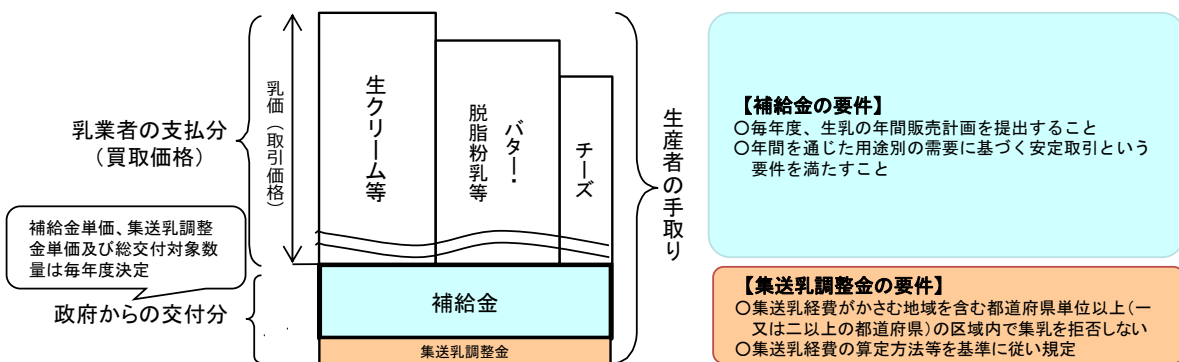 乳業者の支払分
(買取価格)
補給金単価、集送乳調整
金単価及び総交付対象数
量は毎年度決定
政府からの交付分
乳価(取引価格)
生クリーム等
バター・
脱脂粉乳等
チーズ
補給金
集送乳調整金
生産者の手取り
【補給金の要件】
〇毎年度、生乳の年間販売計画を提出すること
〇年間を通じた用途別の需要に基づく安定取引という
要件を満たすこと
【集送乳調整金の要件】
〇集送乳経費がかさむ地域を含む都道府県単位以上(一
又は二以上の都道府県)の区域内で集乳を拒否しない
〇集送乳経費の算定方法等を基準に従い規定